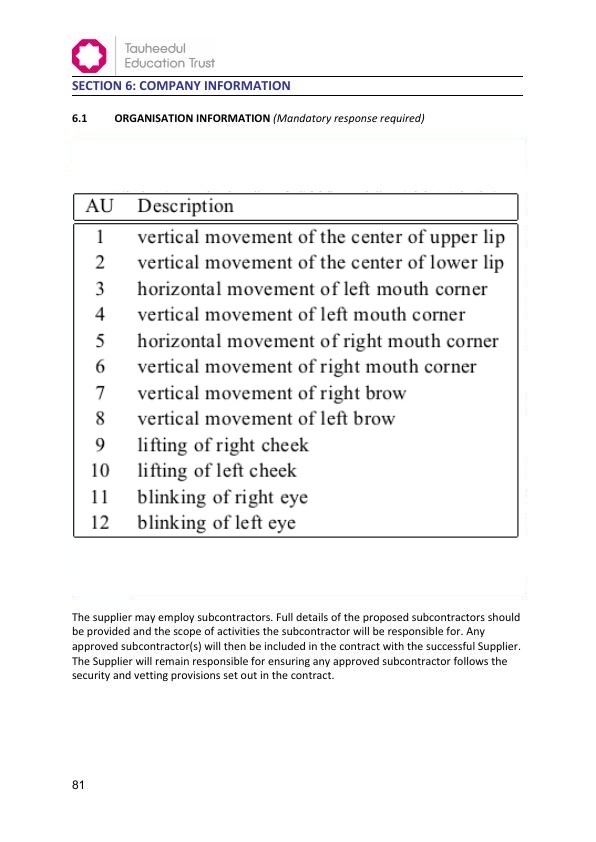 Tauheedul
Education Trust
SECTION 6: COMPANY INFORMATION
6.1 ORGANISATION INFORMATION (Mandatory response required)
AU Description
1 vertical movement of the center of upper lip
2 vertical movement of the center of lower lip
3 horizontal movement of left mouth corner
4 vertical movement of left mouth corner
5 horizontal movement of right mouth corner
6 vertical movement of right mouth corner
7 vertical movement of right brow
8 vertical movement of left brow
9 lifting of right cheek
10 lifting of left cheek
11 blinking of right eye
12 blinking of left eye
The supplier may employ subcontractors. Full details of the proposed subcontractors should
be provided and the scope of activities the subcontractor will be responsible for. Any
approved subcontractor(s) will then be included in the contract with the successful Supplier.
The Supplier will remain responsible for ensuring any approved subcontractor follows the
security and vetting provisions set out in the contract.
81